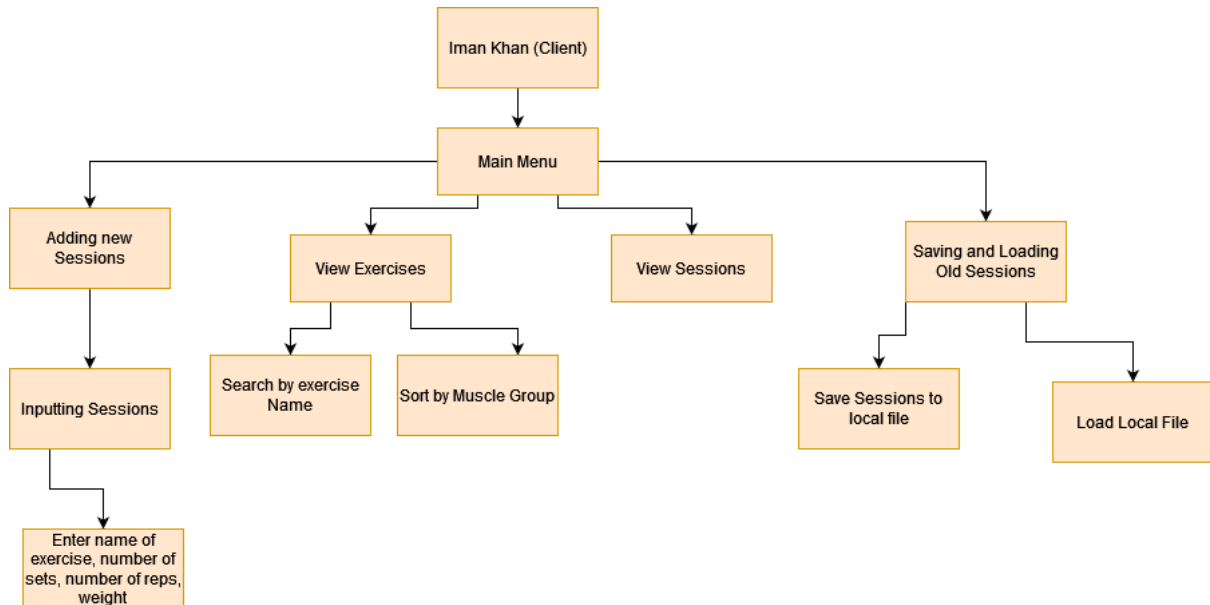 Iman Khan (Client)
Main Menu
Adding new
Sessions
View Exercises
View Sessions
Saving and Loading
Old Sessions
Inputting Sessions
Search by exercise
Name
Sort by Muscle Group
Save Sessions to
local file
Load Local File
Enter name of
exercise, number of
sets, number of reps,
weight